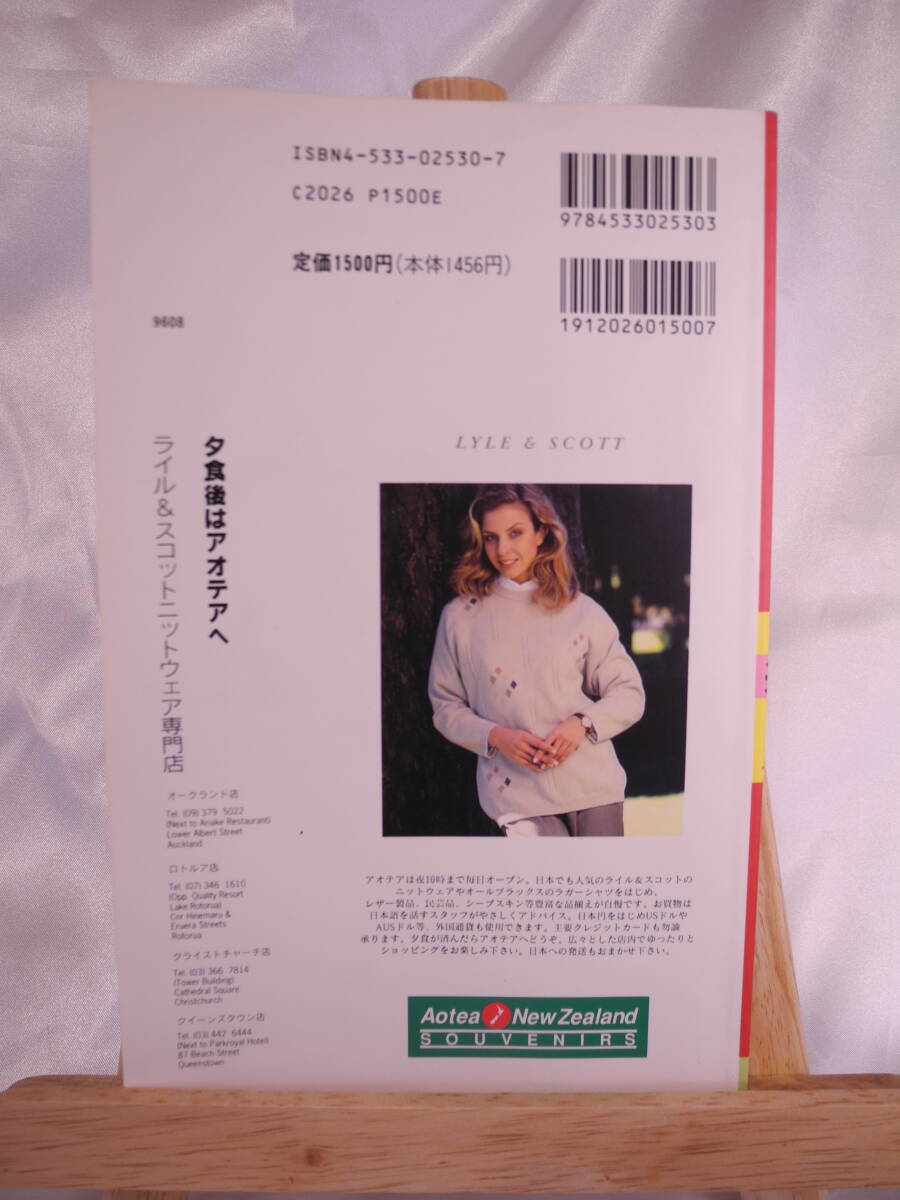 ISBN4-533-02530-7
C2026 P1500E
9784533025303
定価1500円(本体1456円)
1912026015007
9608
夕食後はアオテアへ
ライル&スコットニットウェア専門店
LYLE & SCOTT
オークランド店
Tel. (09) 379 5022
(Next to Anake Restaurant)
Lower Albert Street
Auckland
ロトルア店
Tel. (07) 346 1610
(Opp. Quality Resort
Lake Rotorua)
Cnr Hinemaru &
Eruera Streets
Rotorua
クライストチャーチ店
Tel. (03) 366 7814
(Tower Building)
Cathedral Square
Christchurch
クイーンズタウン店
Tel. (03) 442 6444
(Next to Parkroyal Hotel)
87 Beach Street
Queenstown
アオテアは夜10時まで毎日オープン。日本でも人気のライル&スコットの
ニットウェアやオールブラックスのラガーシャツをはじめ、
レザー製品、民芸品、シープスキン等豊富な品揃えが自慢です。お買物は
日本語を話すスタッフがやさしくアドバイス。日本円をはじめUSドルや
AUSドル等、外国通貨も使用できます。主要クレジットカードも勿論
承ります。夕食が済んだらアオテアへどうぞ。広々とした店内でゆったりと
ショッピングをお楽しみ下さい。日本への発送もおまかせ下さい。
Aotea New Zealand
SOUVENIRS